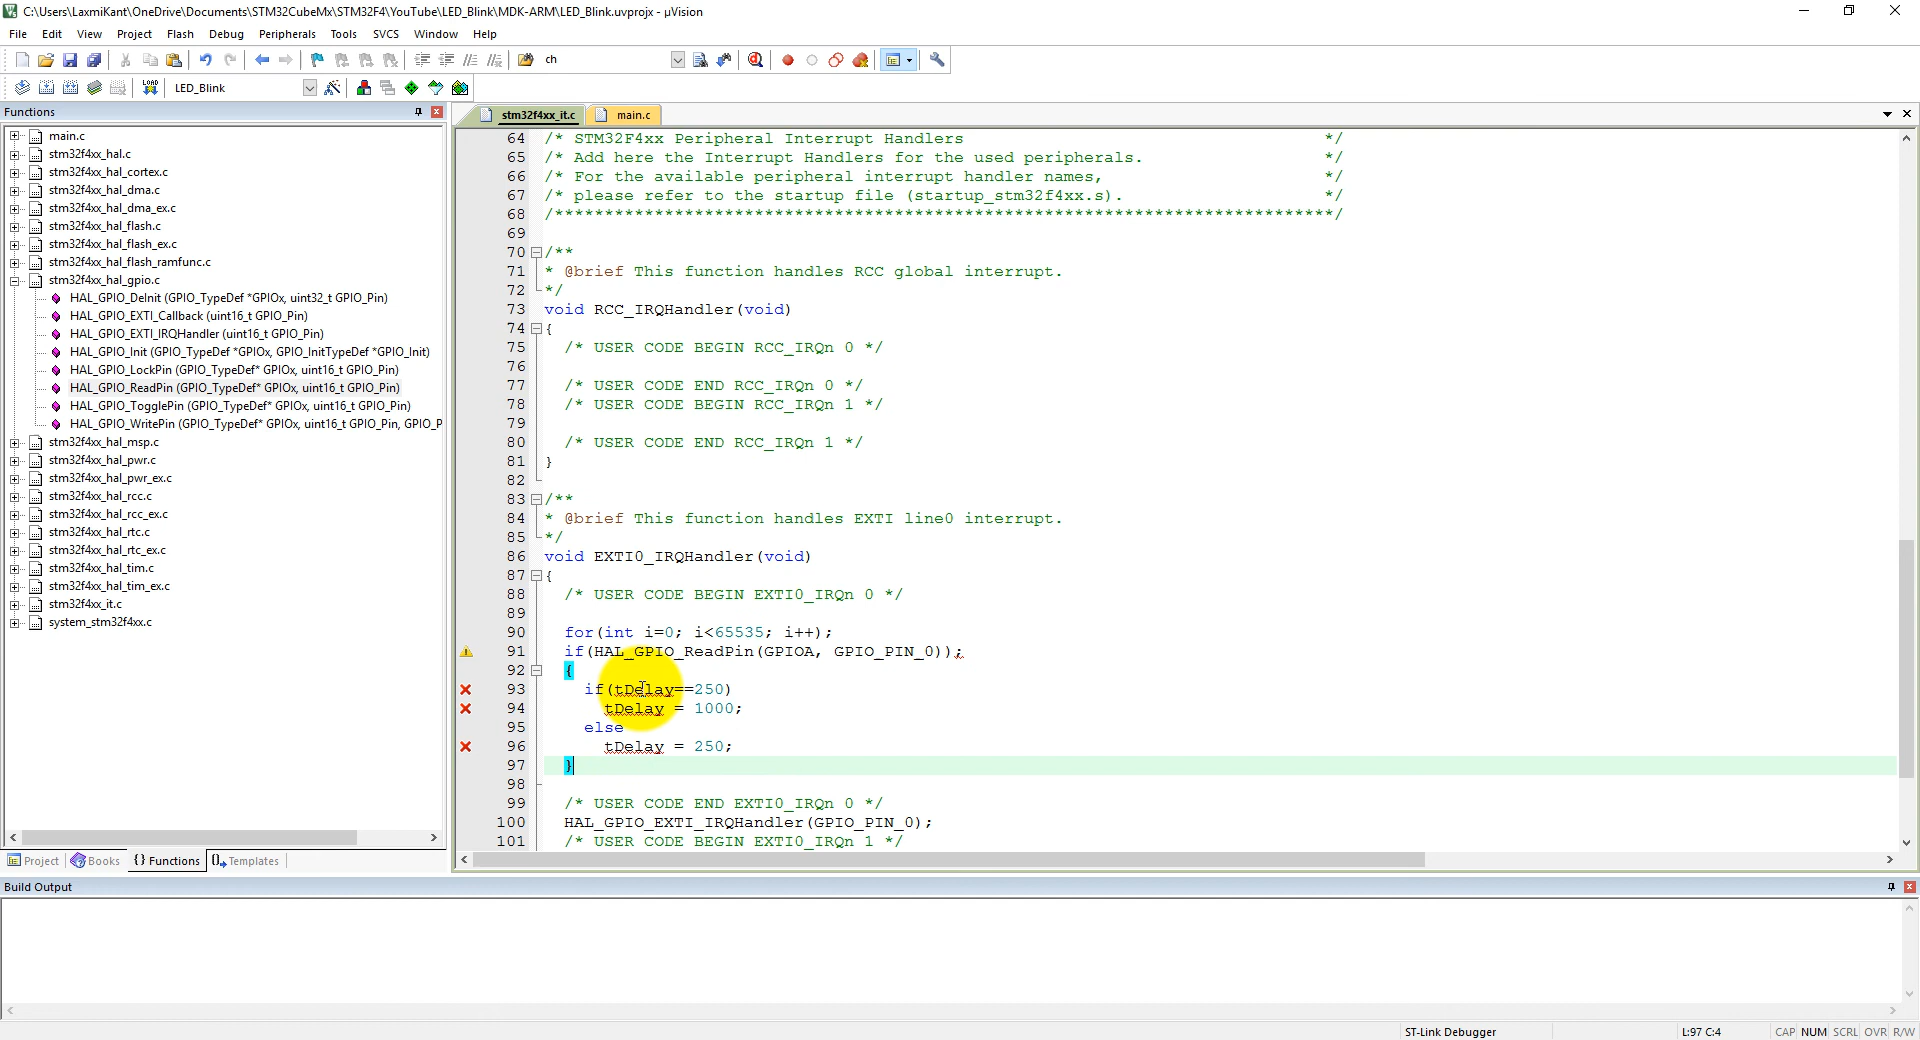 C:\Users\LaxmiKant\OneDrive\Documents\STM32CubeMx\STM32F4\YouTube\LED_Blink\MDK-ARM\LED_Blink.uvprojx - µVision
File Edit View Project Flash Debug Peripherals Tools SVCS Window Help
ch
LOAD LED_Blink
Functions
main.c
stm32f4xx_hal.c
stm32f4xx_hal_cortex.c
stm32f4xx_hal_dma.c
stm32f4xx_hal_dma_ex.c
stm32f4xx_hal_flash.c
stm32f4xx_hal_flash_ex.c
stm32f4xx_hal_flash_ramfunc.c
stm32f4xx_hal_gpio.c
HAL_GPIO_DeInit (GPIO_TypeDef *GPIOx, uint32_t GPIO_Pin)
HAL_GPIO_EXTI_Callback (uint16_t GPIO_Pin)
HAL_GPIO_EXTI_IRQHandler (uint16_t GPIO_Pin)
HAL_GPIO_Init (GPIO_TypeDef *GPIOx, GPIO_InitTypeDef *GPIO_Init)
HAL_GPIO_LockPin (GPIO_TypeDef* GPIOx, uint16_t GPIO_Pin)
HAL_GPIO_ReadPin (GPIO_TypeDef* GPIOx, uint16_t GPIO_Pin)
HAL_GPIO_TogglePin (GPIO_TypeDef* GPIOx, uint16_t GPIO_Pin)
HAL_GPIO_WritePin (GPIO_TypeDef* GPIOx, uint16_t GPIO_Pin, GPIO_P
stm32f4xx_hal_msp.c
stm32f4xx_hal_pwr.c
stm32f4xx_hal_pwr_ex.c
stm32f4xx_hal_rcc.c
stm32f4xx_hal_rcc_ex.c
stm32f4xx_hal_rtc.c
stm32f4xx_hal_rtc_ex.c
stm32f4xx_hal_tim.c
stm32f4xx_hal_tim_ex.c
stm32f4xx_it.c
system_stm32f4xx.c
Project Books {} Functions Templates
stm32f4xx_it.c main.c
64 /* STM32F4xx Peripheral Interrupt Handlers */
65 /* Add here the Interrupt Handlers for the used peripherals. */
66 /* For the available peripheral interrupt handler names, */
67 /* please refer to the startup file (startup_stm32f4xx.s). */
68 /******************************************************************************/
69
70 /**
71 * @brief This function handles RCC global interrupt.
72 */
73 void RCC_IRQHandler(void)
74 {
75 /* USER CODE BEGIN RCC_IRQn 0 */
76
77 /* USER CODE END RCC_IRQn 0 */
78 /* USER CODE BEGIN RCC_IRQn 1 */
79
80 /* USER CODE END RCC_IRQn 1 */
81 }
82
83 /**
84 * @brief This function handles EXTI line0 interrupt.
85 */
86 void EXTI0_IRQHandler(void)
87 {
88 /* USER CODE BEGIN EXTI0_IRQn 0 */
89
90 for(int i=0; i<65535; i++);
91 if(HAL_GPIO_ReadPin(GPIOA, GPIO_PIN_0));
92 {
93 if(tDelay==250)
94 tDelay = 1000;
95 else
96 tDelay = 250;
97 }
98
99 /* USER CODE END EXTI0_IRQn 0 */
100 HAL_GPIO_EXTI_IRQHandler(GPIO_PIN_0);
101 /* USER CODE BEGIN EXTI0_IRQn 1 */
Build Output
ST-Link Debugger L:97 C:4 CAP NUM SCRL OVR R/W